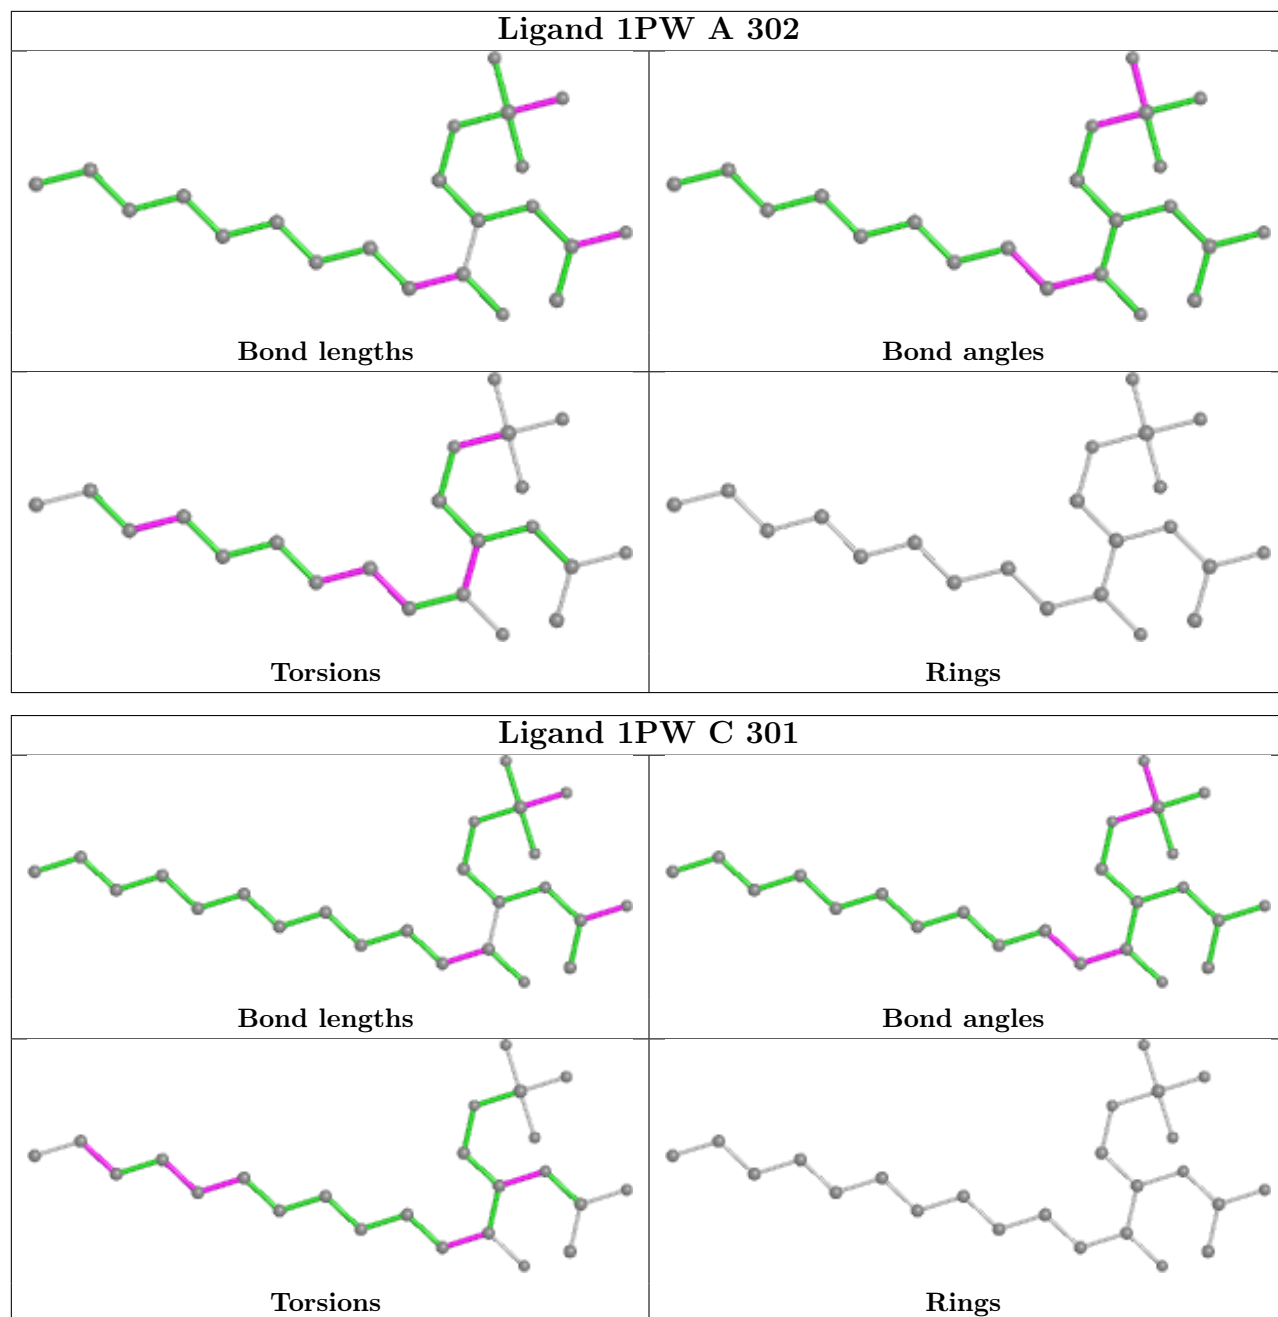 Ligand 1PW A 302
Bond lengths
Bond angles
Torsions
Rings
Ligand 1PW C 301
Bond lengths
Bond angles
Torsions
Rings